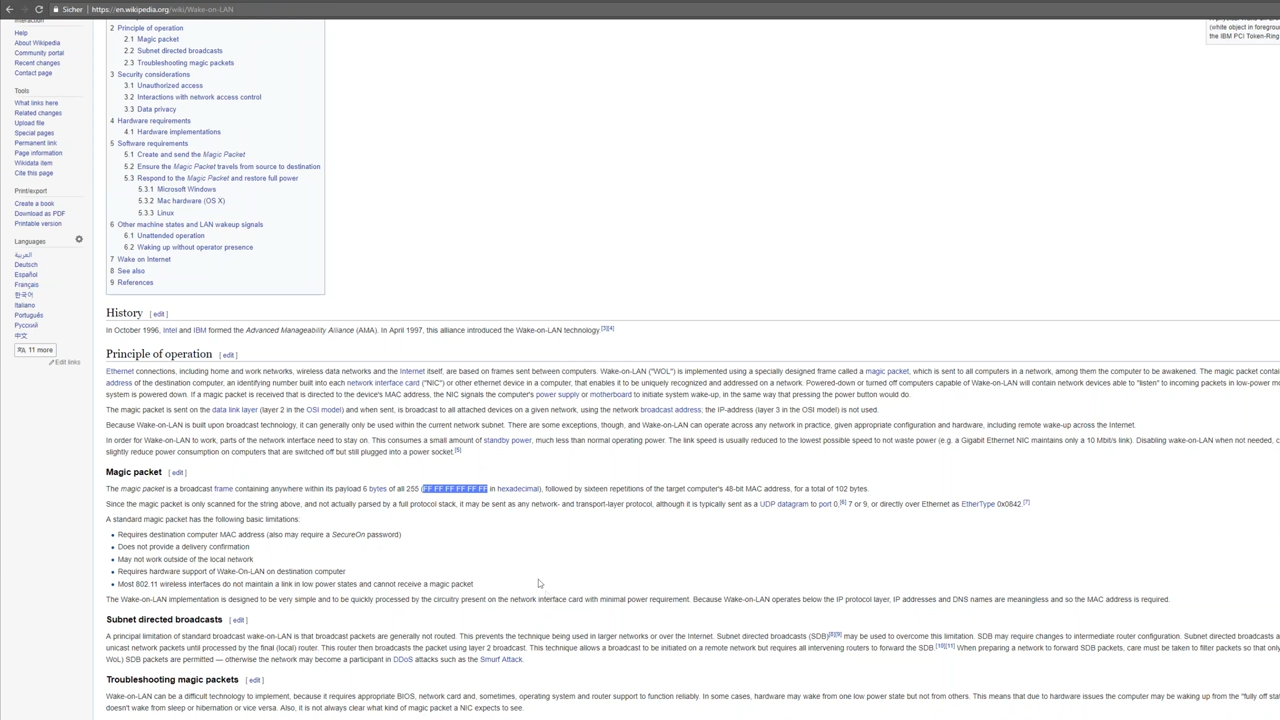 Sicher https://en.wikipedia.org/wiki/Wake-on-LAN
Interaction
Help
About Wikipedia
Community portal
Recent changes
Contact page
Tools
What links here
Related changes
Upload file
Special pages
Permanent link
Page information
Wikidata item
Cite this page
Print/export
Create a book
Download as PDF
Printable version
Languages
العربية
Deutsch
Español
Français
한국어
Italiano
Português
Русский
中文
11 more
Edit links
2 Principle of operation
2.1 Magic packet
2.2 Subnet directed broadcasts
2.3 Troubleshooting magic packets
3 Security considerations
3.1 Unauthorized access
3.2 Interactions with network access control
3.3 Data privacy
4 Hardware requirements
4.1 Hardware implementations
5 Software requirements
5.1 Create and send the Magic Packet
5.2 Ensure the Magic Packet travels from source to destination
5.3 Respond to the Magic Packet and restore full power
5.3.1 Microsoft Windows
5.3.2 Mac hardware (OS X)
5.3.3 Linux
6 Other machine states and LAN wakeup signals
6.1 Unattended operation
6.2 Waking up without operator presence
7 Wake on Internet
8 See also
9 References
(white object in foregrou
the IBM PCI Token-Ring
History [ edit ]
In October 1996, Intel and IBM formed the Advanced Manageability Alliance (AMA). In April 1997, this alliance introduced the Wake-on-LAN technology.[3][4]
Principle of operation [ edit ]
Ethernet connections, including home and work networks, wireless data networks and the Internet itself, are based on frames sent between computers. Wake-on-LAN ("WOL") is implemented using a specially designed frame called a magic packet, which is sent to all computers in a network, among them the computer to be awakened. The magic packet contai
address of the destination computer, an identifying number built into each network interface card ("NIC") or other ethernet device in a computer, that enables it to be uniquely recognized and addressed on a network. Powered-down or turned off computers capable of Wake-on-LAN will contain network devices able to "listen" to incoming packets in low-power mo
system is powered down. If a magic packet is received that is directed to the device's MAC address, the NIC signals the computer's power supply or motherboard to initiate system wake-up, in the same way that pressing the power button would do.
The magic packet is sent on the data link layer (layer 2 in the OSI model) and when sent, is broadcast to all attached devices on a given network, using the network broadcast address; the IP-address (layer 3 in the OSI model) is not used.
Because Wake-on-LAN is built upon broadcast technology, it can generally only be used within the current network subnet. There are some exceptions, though, and Wake-on-LAN can operate across any network in practice, given appropriate configuration and hardware, including remote wake-up across the Internet.
In order for Wake-on-LAN to work, parts of the network interface need to stay on. This consumes a small amount of standby power, much less than normal operating power. The link speed is usually reduced to the lowest possible speed to not waste power (e.g. a Gigabit Ethernet NIC maintains only a 10 Mbit/s link). Disabling wake-on-LAN when not needed, c
slightly reduce power consumption on computers that are switched off but still plugged into a power socket.[5]
Magic packet [ edit ]
The magic packet is a broadcast frame containing anywhere within its payload 6 bytes of all 255 (FF FF FF FF FF FF in hexadecimal), followed by sixteen repetitions of the target computer's 48-bit MAC address, for a total of 102 bytes.
Since the magic packet is only scanned for the string above, and not actually parsed by a full protocol stack, it may be sent as any network- and transport-layer protocol, although it is typically sent as a UDP datagram to port 0,[6] 7 or 9, or directly over Ethernet as EtherType 0x0842.[7]
A standard magic packet has the following basic limitations:
• Requires destination computer MAC address (also may require a SecureOn password)
• Does not provide a delivery confirmation
• May not work outside of the local network
• Requires hardware support of Wake-On-LAN on destination computer
• Most 802.11 wireless interfaces do not maintain a link in low power states and cannot receive a magic packet
The Wake-on-LAN implementation is designed to be very simple and to be quickly processed by the circuitry present on the network interface card with minimal power requirement. Because Wake-on-LAN operates below the IP protocol layer, IP addresses and DNS names are meaningless and so the MAC address is required.
Subnet directed broadcasts [ edit ]
A principal limitation of standard broadcast wake-on-LAN is that broadcast packets are generally not routed. This prevents the technique being used in larger networks or over the Internet. Subnet directed broadcasts (SDB)[8][9] may be used to overcome this limitation. SDB may require changes to intermediate router configuration. Subnet directed broadcasts a
unicast network packets until processed by the final (local) router. This router then broadcasts the packet using layer 2 broadcast. This technique allows a broadcast to be initiated on a remote network but requires all intervening routers to forward the SDB.[10][11] When preparing a network to forward SDB packets, care must be taken to filter packets so that only
WoL) SDB packets are permitted — otherwise the network may become a participant in DDoS attacks such as the Smurf Attack.
Troubleshooting magic packets [ edit ]
Wake-on-LAN can be a difficult technology to implement, because it requires appropriate BIOS, network card and, sometimes, operating system and router support to function reliably. In some cases, hardware may wake from one low power state but not from others. This means that due to hardware issues the computer may be waking up from the "fully off stat
doesn't wake from sleep or hibernation or vice versa. Also, it is not always clear what kind of magic packet a NIC expects to see.